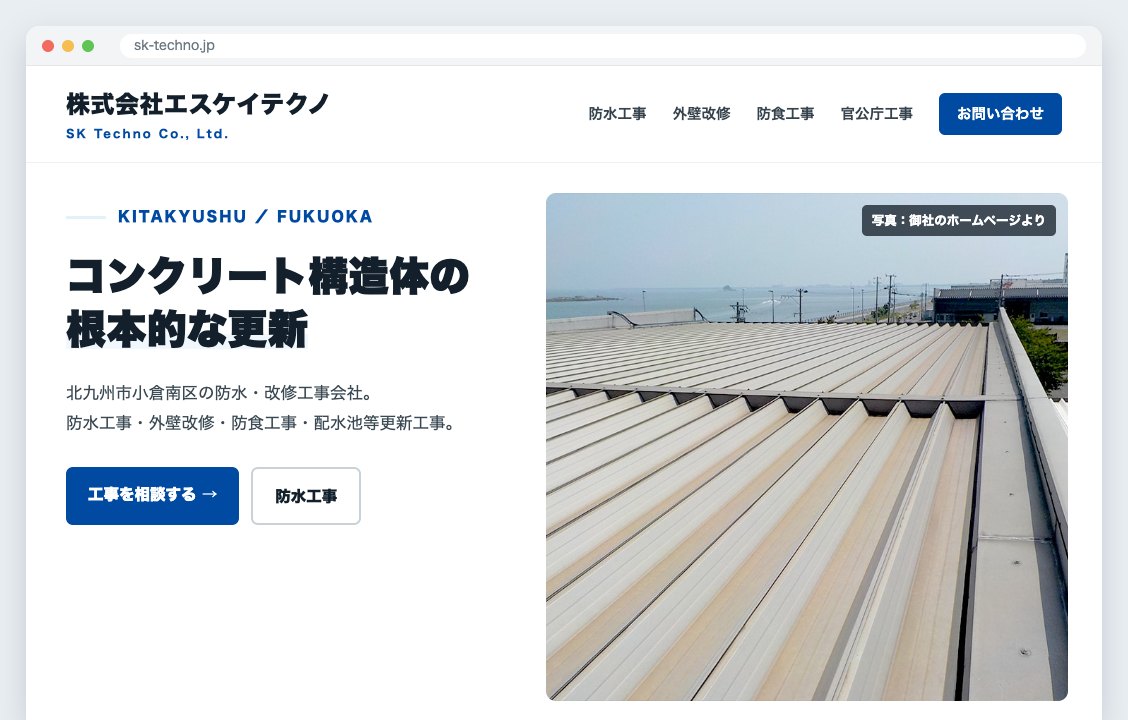 sk-techno.jp
株式会社エスケイテクノ
SK Techno Co., Ltd.
防水工事
外壁改修
防食工事
官公庁工事
お問い合わせ
KITAKYUSHU ／ FUKUOKA
コンクリート構造体の
根本的な更新
北九州市小倉南区の防水・改修工事会社。
防水工事・外壁改修・防食工事・配水池等更新工事。
工事を相談する →
防水工事
写真：御社のホームページより